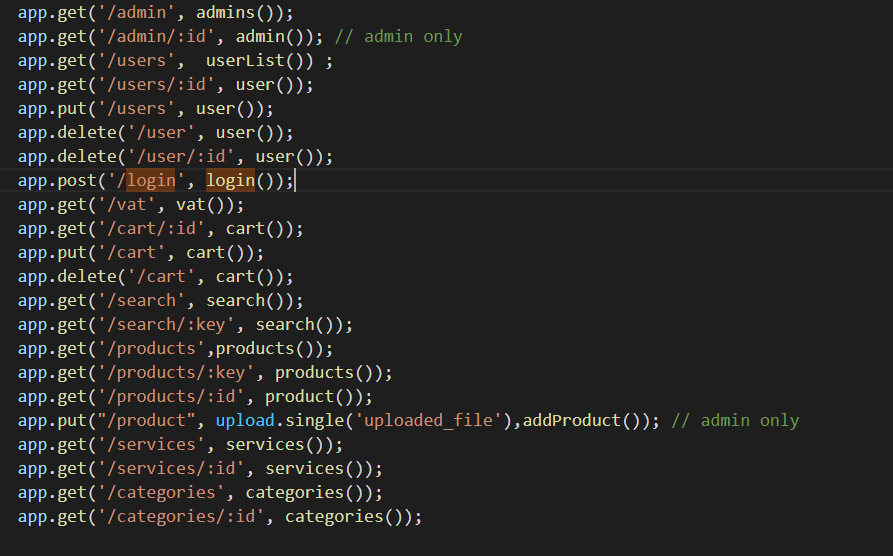 app.get('/admin', admins());
app.get('/admin/:id', admin()); // admin only
app.get('/users',  userList()) ;
app.get('/users/:id', user());
app.put('/users', user());
app.delete('/user', user());
app.delete('/user/:id', user());
app.post('/login', login());
app.get('/vat', vat());
app.get('/cart/:id', cart());
app.put('/cart', cart());
app.delete('/cart', cart());
app.get('/search', search());
app.get('/search/:key', search());
app.get('/products',products());
app.get('/products/:key', products());
app.get('/products/:id', product());
app.put("/product", upload.single('uploaded_file'),addProduct()); // admin only
app.get('/services', services());
app.get('/services/:id', services());
app.get('/categories', categories());
app.get('/categories/:id', categories());